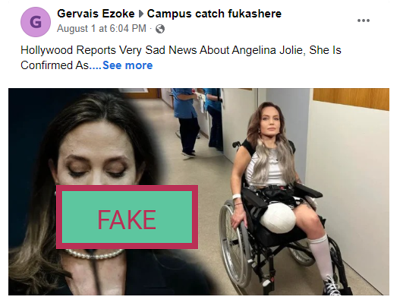 G
Gervais Ezoke ▸ Campus catch fukashere
August 1 at 6:04 PM ·
Hollywood Reports Very Sad News About Angelina Jolie, She Is
Confirmed As....See more
FAKE